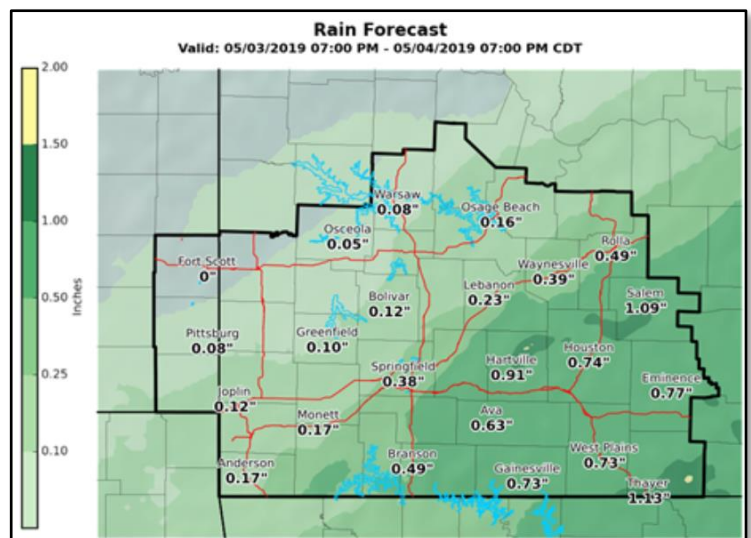 Rain Forecast
Valid: 05/03/2019 07:00 PM - 05/04/2019 07:00 PM CDT
2.00
1.50
1.00
0.50
0.25
0.10
Inches
Warsaw
0.08"
Osage Beach
0.16"
Osceola
0.05"
Rolla
0.49"
Fort Scott
0"
Waynesville
0.39"
Lebanon
0.23"
Bolivar
0.12"
Salem
1.09"
Pittsburg
0.08"
Greenfield
0.10"
Springfield
0.38"
Hartville
0.91"
Houston
0.74"
Eminence
0.77"
Joplin
0.12"
Monett
0.17"
Ava
0.63"
Anderson
0.17"
Branson
0.49"
Gainesville
0.73"
West Plains
0.73"
Thayer
1.13"